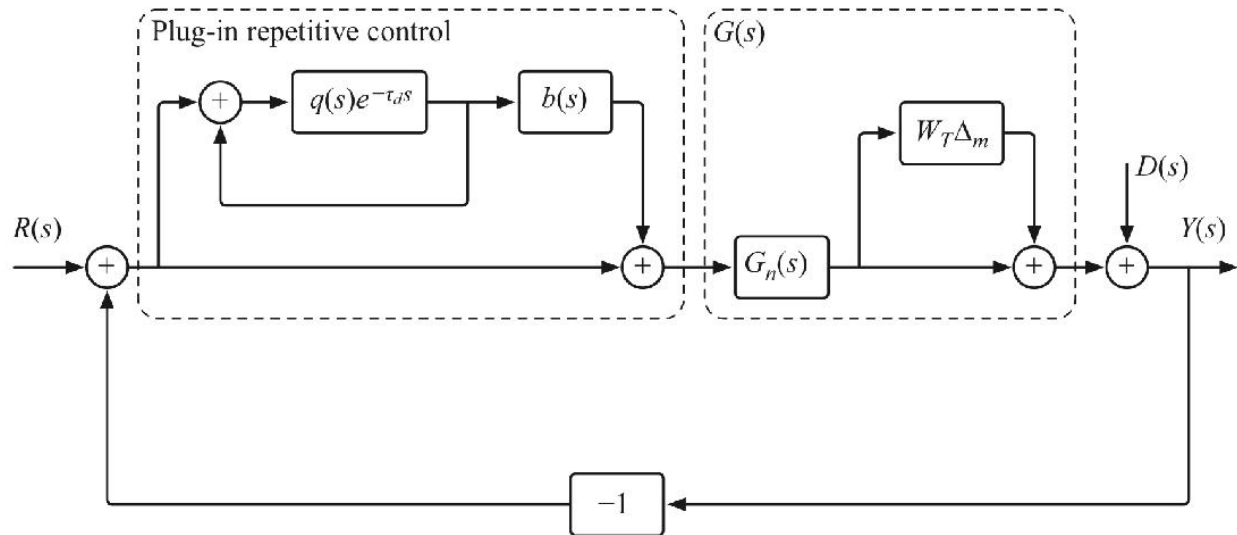 Plug-in repetitive control
G(s)
+
q(s)e^{−τ_d s}
b(s)
W_TΔ_m
D(s)
R(s)
Y(s)
+
+
G_n(s)
+
+
−1